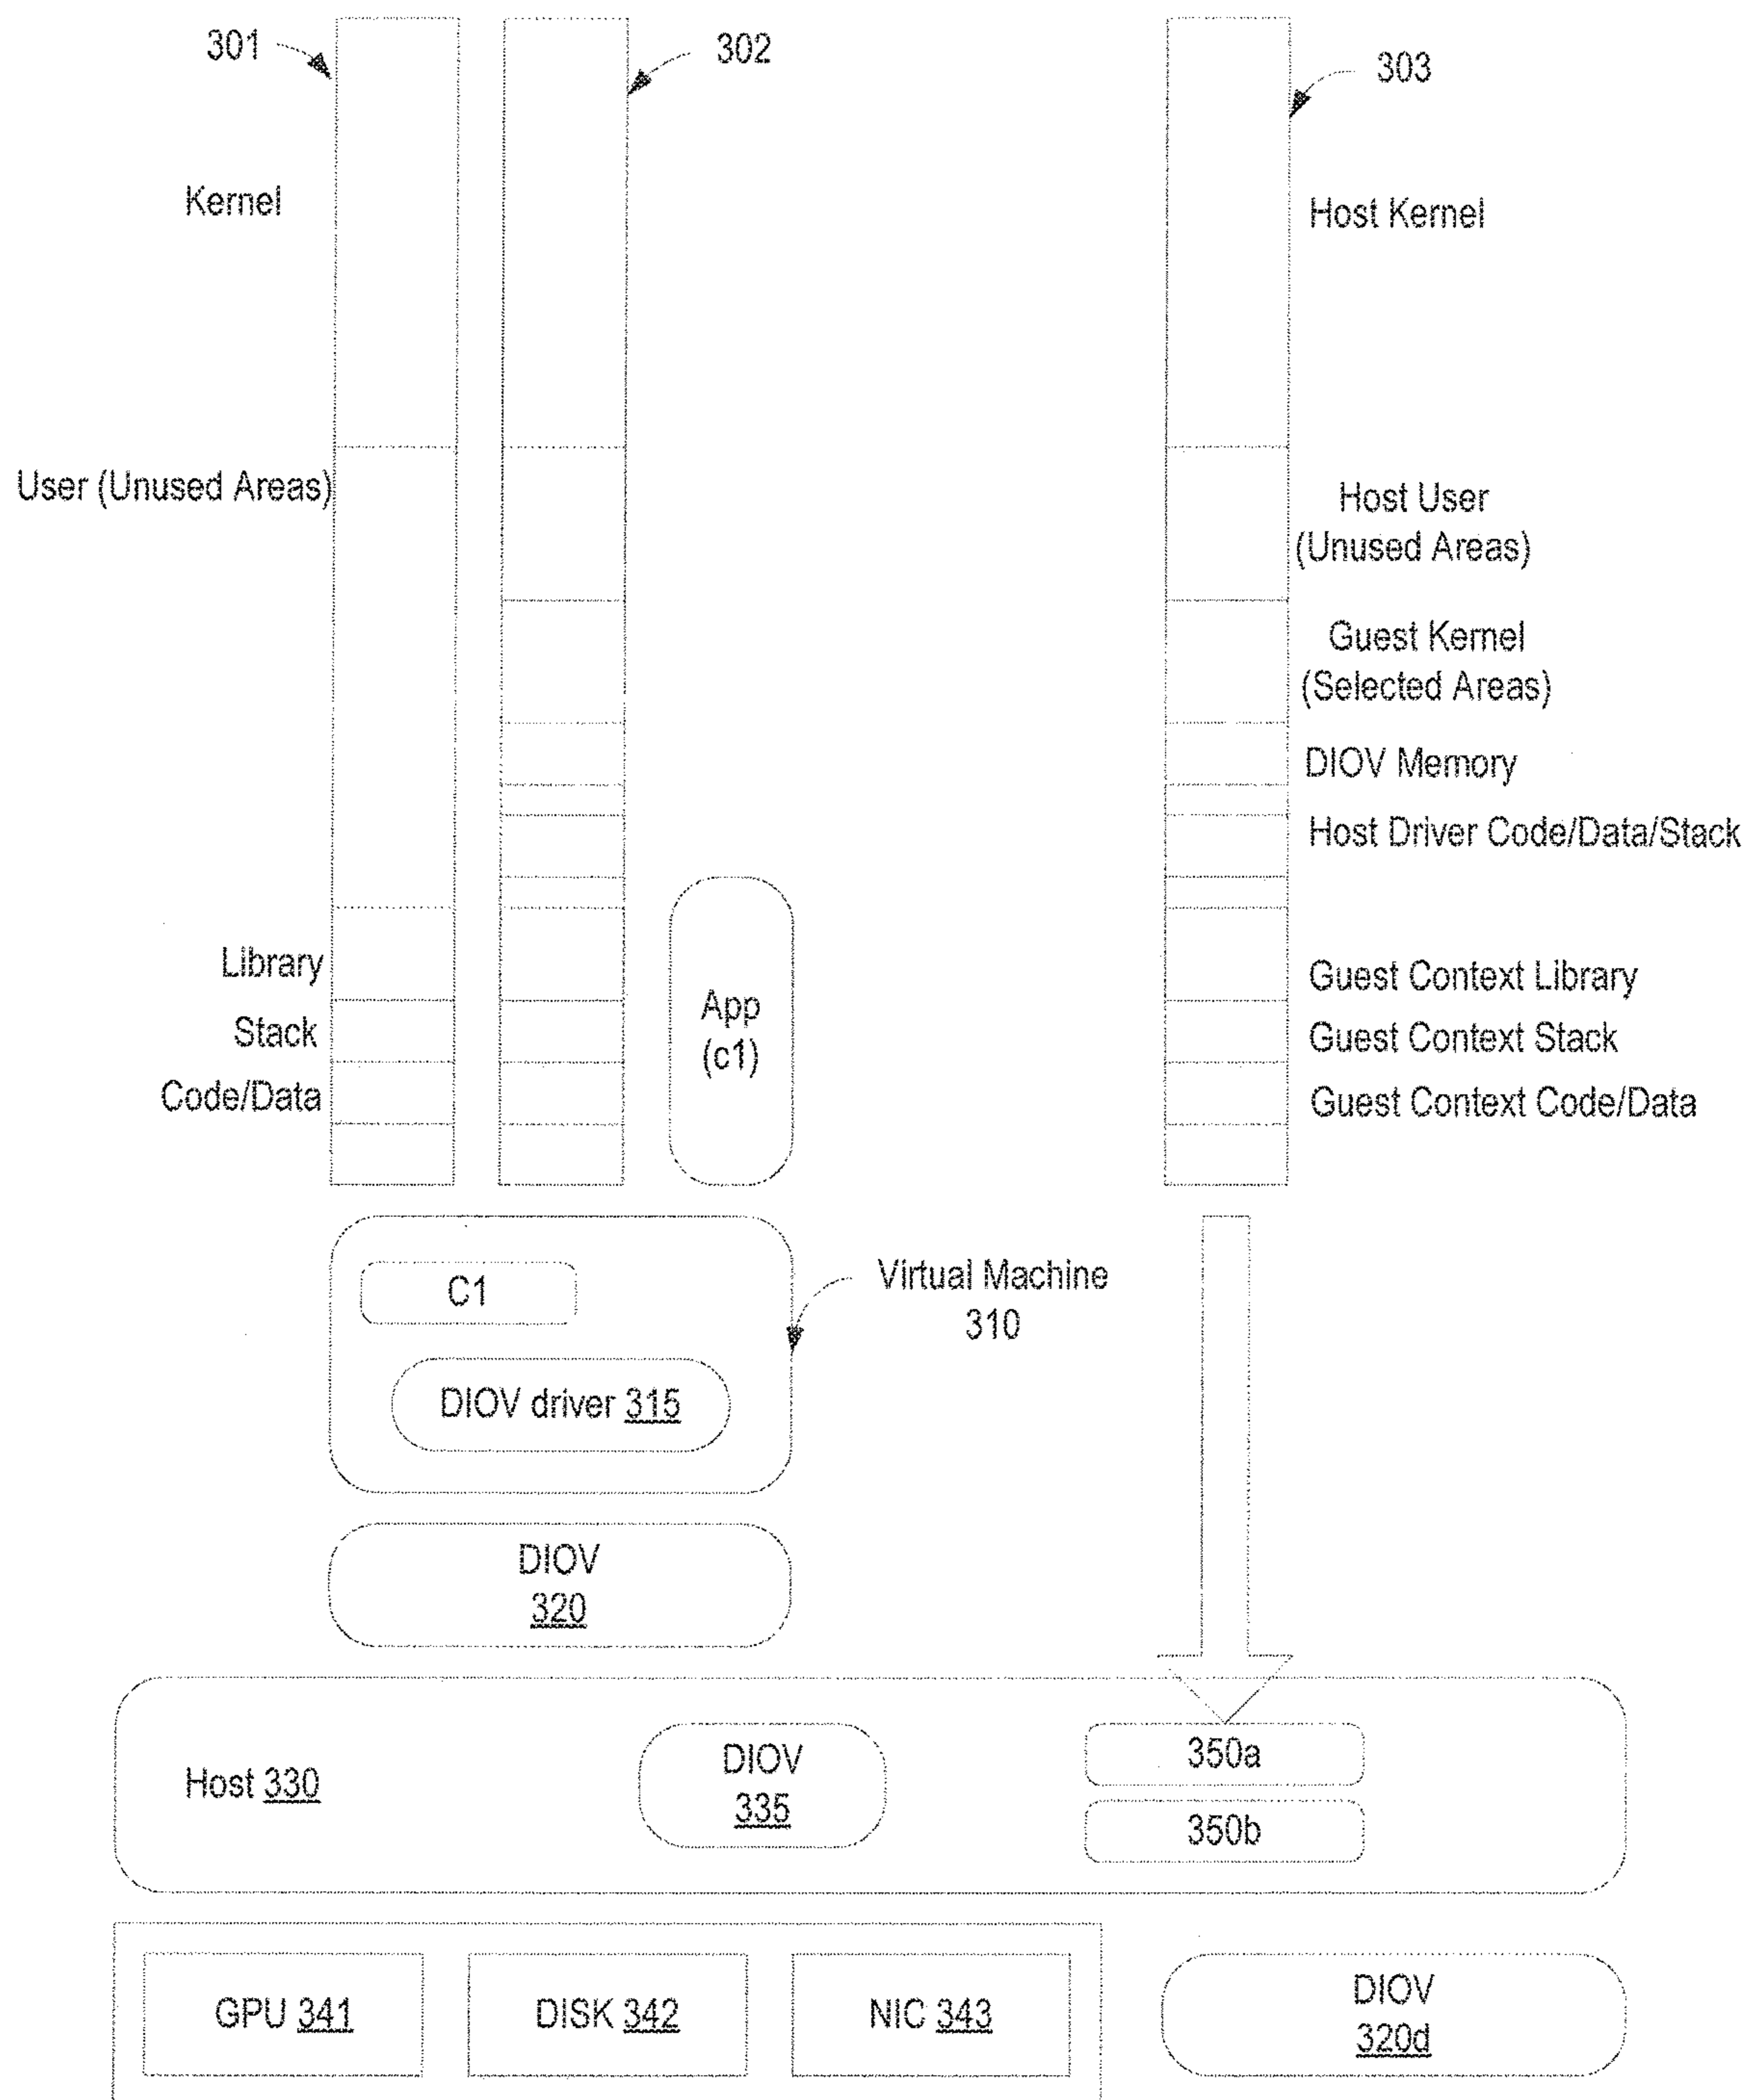 301
302
303
Kernel
Host Kernel
User (Unused Areas)
Host User
(Unused Areas)
Guest Kernel
(Selected Areas)
DIOV Memory
Host Driver Code/Data/Stack
Library
Guest Context Library
App
(c1)
Stack
Guest Context Stack
Code/Data
Guest Context Code/Data
C1
Virtual Machine
310
DIOV driver 315
DIOV
320
Host 330
DIOV
335
350a
350b
GPU 341
DISK 342
NIC 343
DIOV
320d